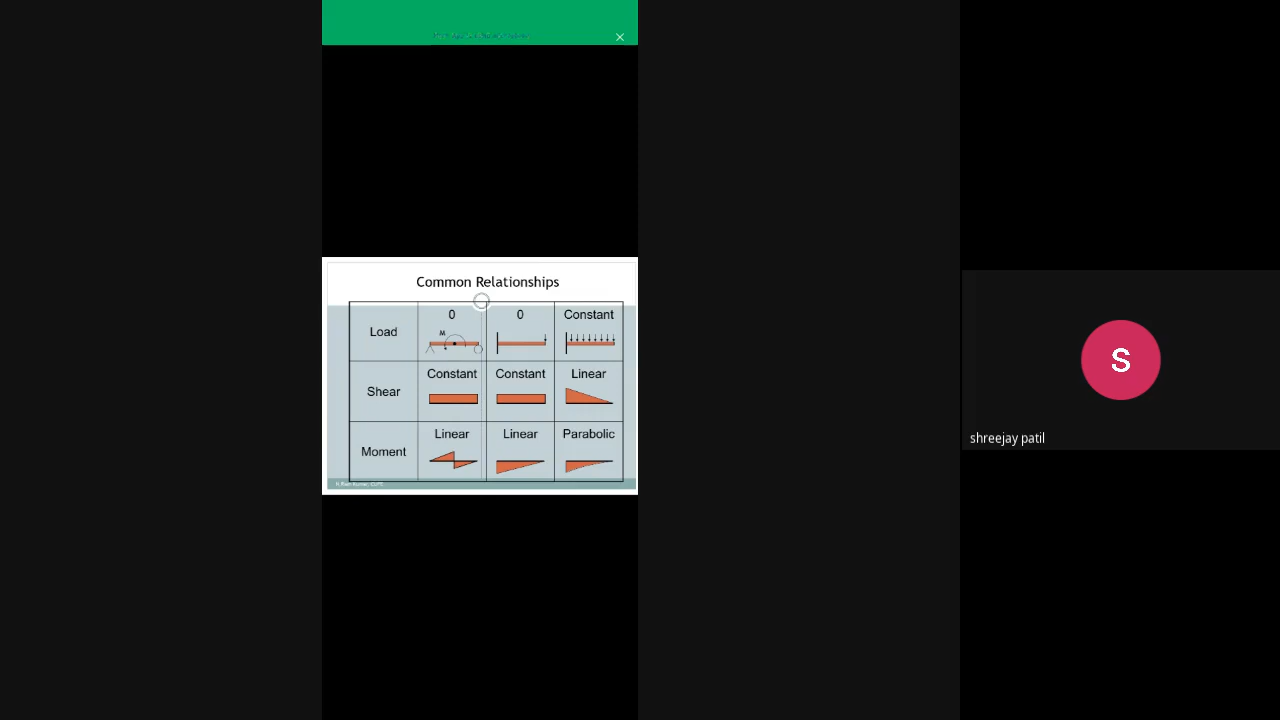 Common Relationships
Load
0
M
0
Constant
Shear
Constant
Constant
Linear
Moment
Linear
Linear
Parabolic
S
shreejay patil